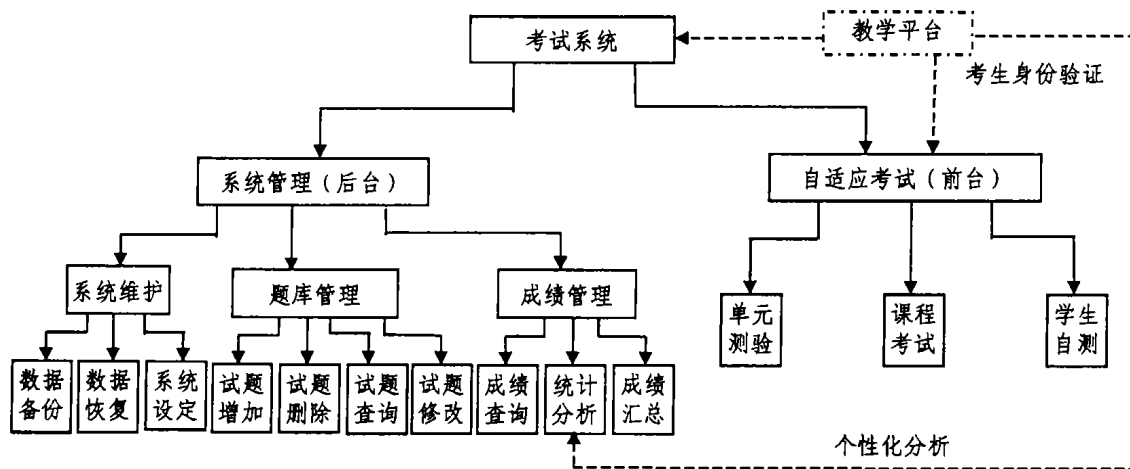 考试系统
教学平台
考生身份验证
系统管理(后台)
自适应考试(前台)
系统维护
题库管理
成绩管理
单元
测验
课程
考试
学生
自测
数据
备份
数据
恢复
系统
设定
试题
增加
试题
删除
试题
查询
试题
修改
成绩
查询
统计
分析
成绩
汇总
个性化分析